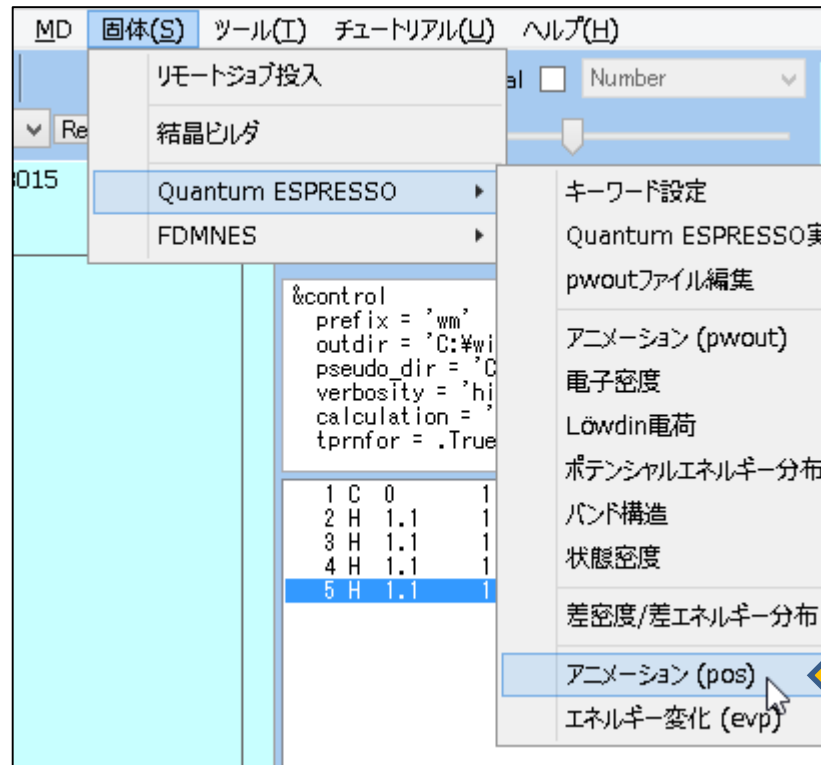 MD 固体(S) ツール(T) チュートリアル(U) ヘルプ(H)
リモートジョブ投入
al Number
Re
結晶ビルダ
015
Quantum ESPRESSO
FDMNES
キーワード設定
Quantum ESPRESSO実
pwoutファイル編集
アニメーション (pwout)
電子密度
Löwdin電荷
ポテンシャルエネルギー分布
バンド構造
状態密度
差密度/差エネルギー分布
アニメーション (pos)
エネルギー変化 (evp)
&control
prefix = 'wm'
outdir = 'C:¥wi
pseudo_dir = 'C
verbosity = 'hi
calculation = '
tprnfor = .True
1 C 0 1
2 H 1.1 1
3 H 1.1 1
4 H 1.1 1
5 H 1.1 1